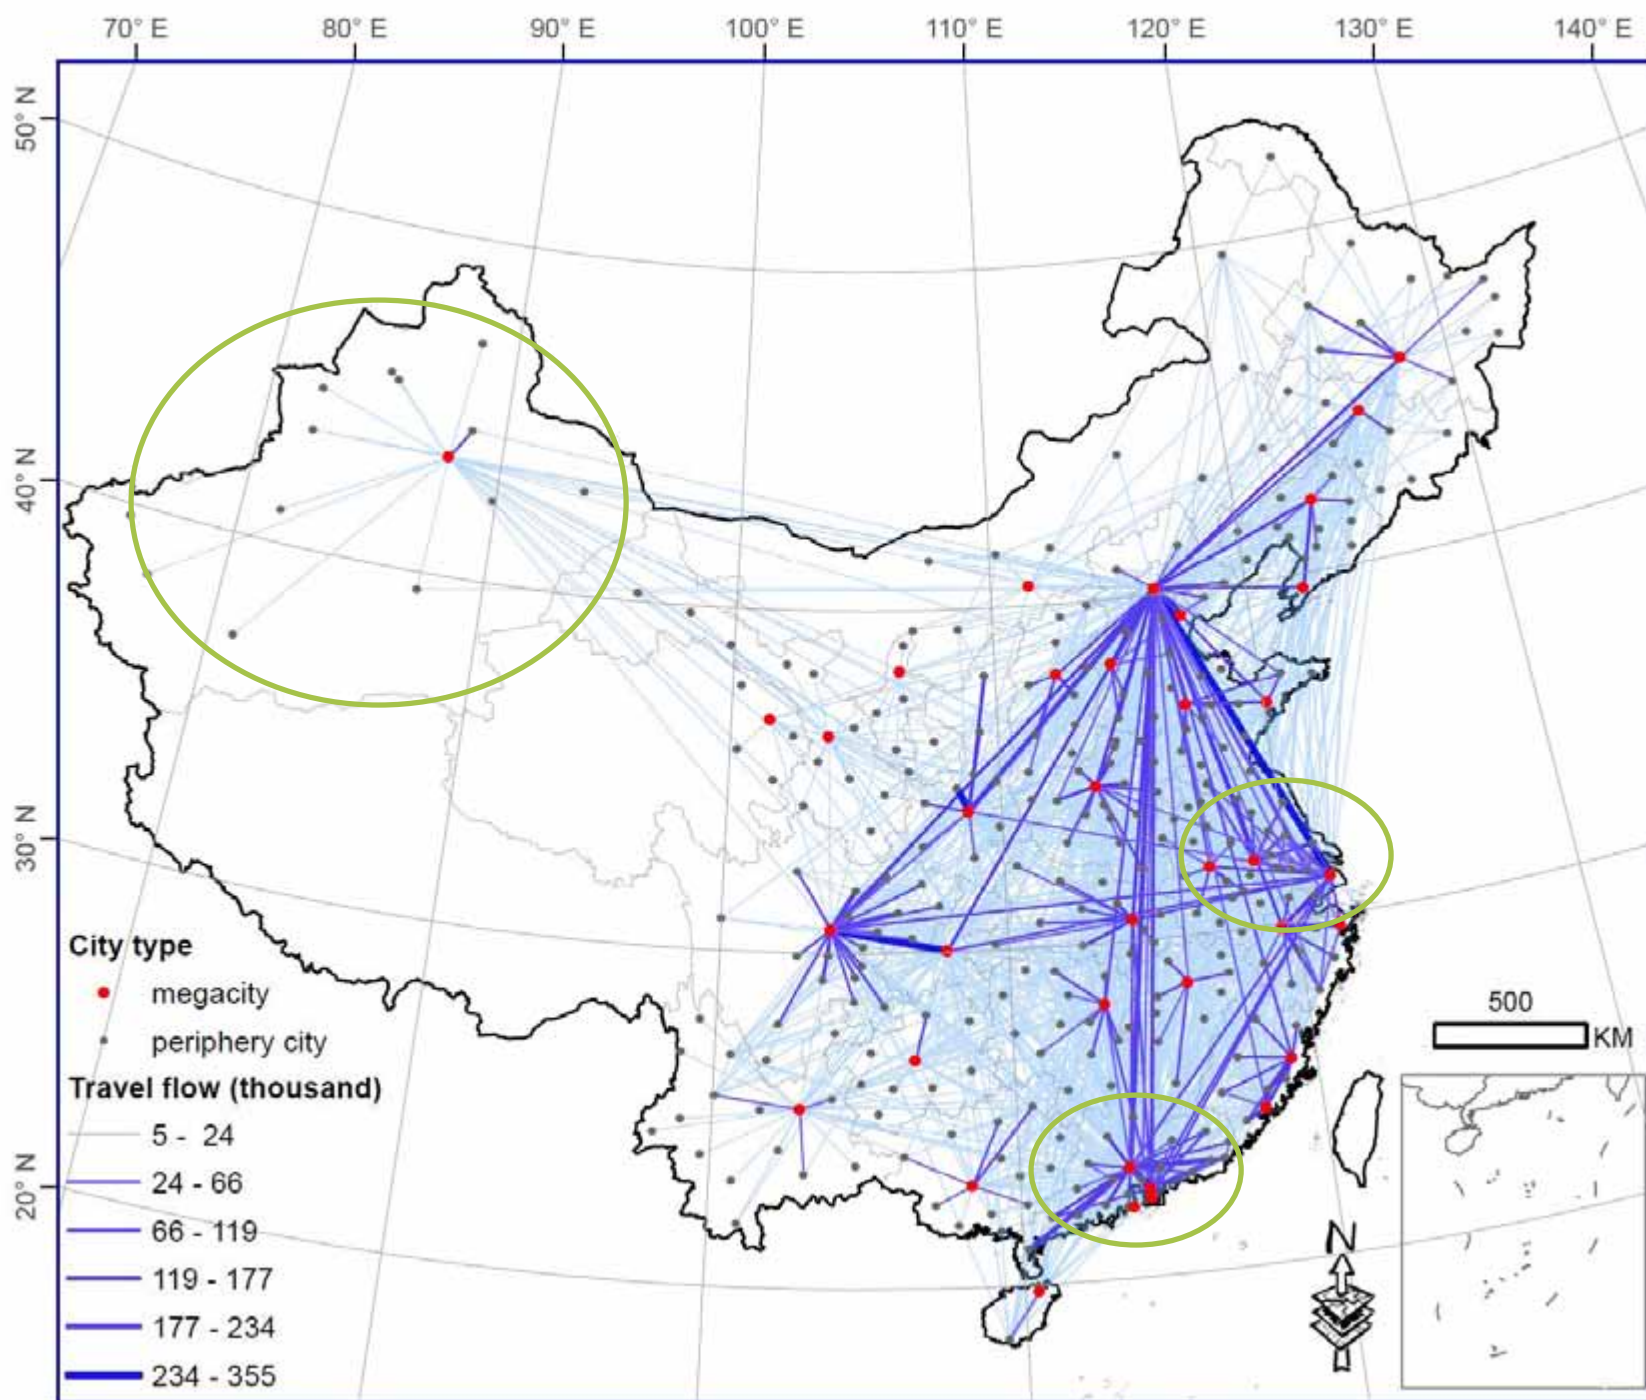 70° E 80° E 90° E 100° E 110° E 120° E 130° E 140° E
50° N
40° N
30° N
20° N
City type
megacity
periphery city
Travel flow (thousand)
5 - 24
24 - 66
66 - 119
119 - 177
177 - 234
234 - 355
500
KM
N